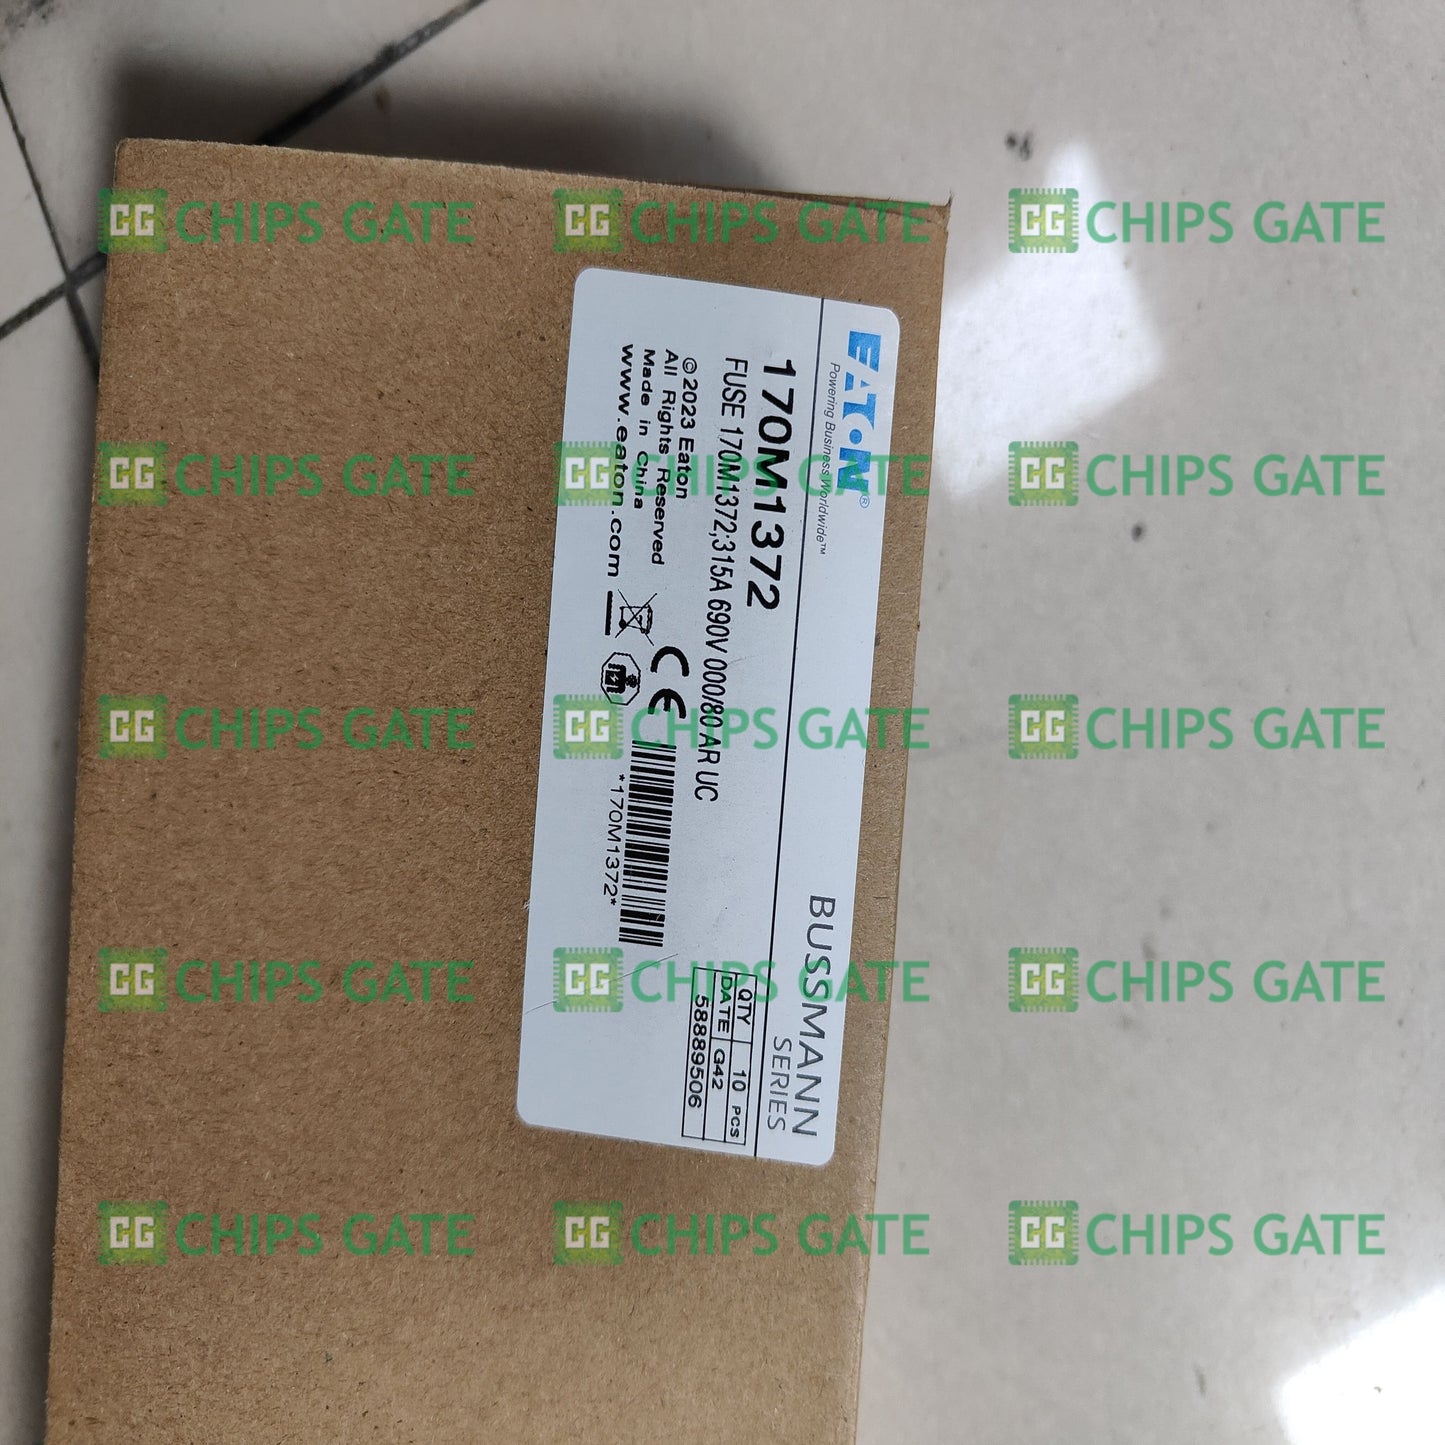 EATON®
Powering Business Worldwide™
BUSSMANN
SERIES
170M1372
FUSE 170M1372;315A 690V 000/80 AR UC
© 2023 Eaton
All Rights Reserved
Made in China
www.eaton.com
CE
*170M1372*
QTY 10 PCS
DATE G42
58889506
CG CHIPS GATE CG CHIPS GATE CG CHIPS GATE
CG CHIPS GATE CG CHIPS GATE CG CHIPS GATE
CG CHIPS GATE CG CHIPS GATE CG CHIPS GATE
CG CHIPS GATE CG CHIPS GATE CG CHIPS GATE
CG CHIPS GATE CG CHIPS GATE CG CHIPS GATE